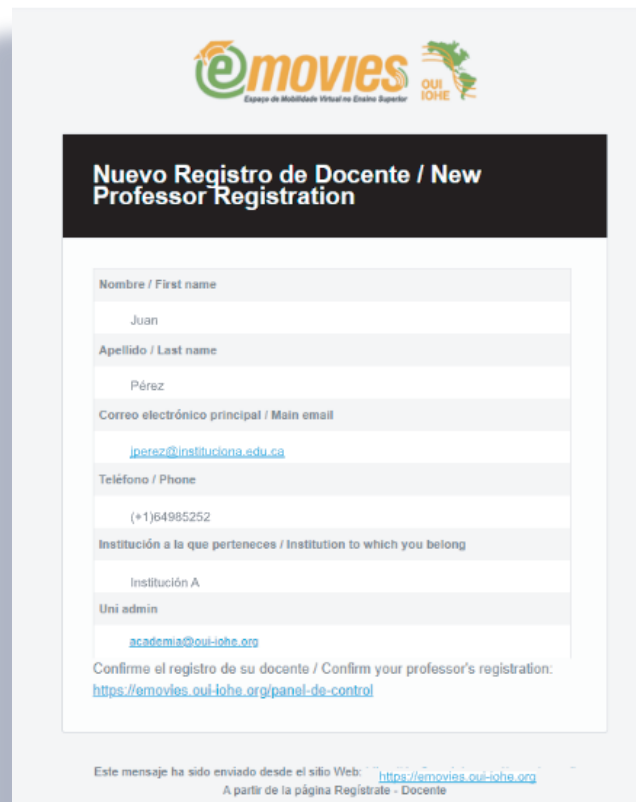 emovies
Espaço de Mobilidade Virtual no Ensino Superior
OUI
IOHE
Nuevo Registro de Docente / New
Professor Registration
Nombre / First name
Juan
Apellido / Last name
Pérez
Correo electrónico principal / Main email
jperez@instituciona.edu.ca
Teléfono / Phone
(+1)64985252
Institución a la que perteneces / Institution to which you belong
Institución A
Uni admin
academia@oui-iohe.org
Confirme el registro de su docente / Confirm your professor's registration:
https://emovies.oui-iohe.org/panel-de-control
Este mensaje ha sido enviado desde el sitio Web: https://emovies.oui-iohe.org
A partir de la página Regístrate - Docente